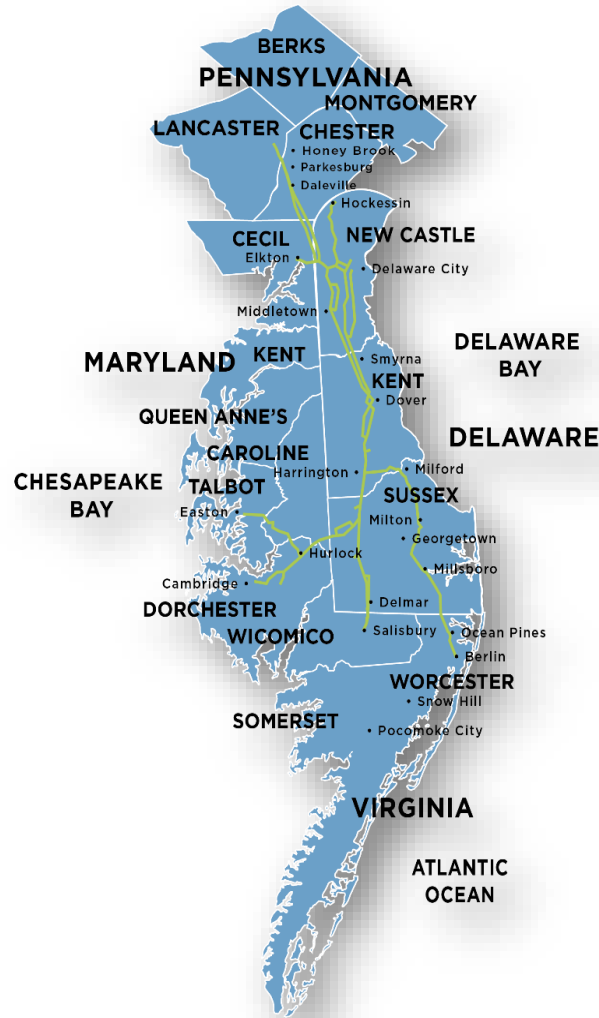 BERKS
PENNSYLVANIA
MONTGOMERY
LANCASTER
CHESTER
Honey Brook
Parkesburg
Daleville
Hockessin
CECIL
NEW CASTLE
Elkton
Delaware City
Middletown
DELAWARE
BAY
MARYLAND
KENT
Smyrna
KENT
Dover
QUEEN ANNE'S
DELAWARE
CAROLINE
Harrington
Milford
CHESAPEAKE
BAY
TALBOT
SUSSEX
Easton
Milton
Georgetown
Hurlock
Millsboro
Cambridge
DORCHESTER
Delmar
WICOMICO
Salisbury
Ocean Pines
Berlin
WORCESTER
Snow Hill
SOMERSET
Pocomoke City
VIRGINIA
ATLANTIC
OCEAN